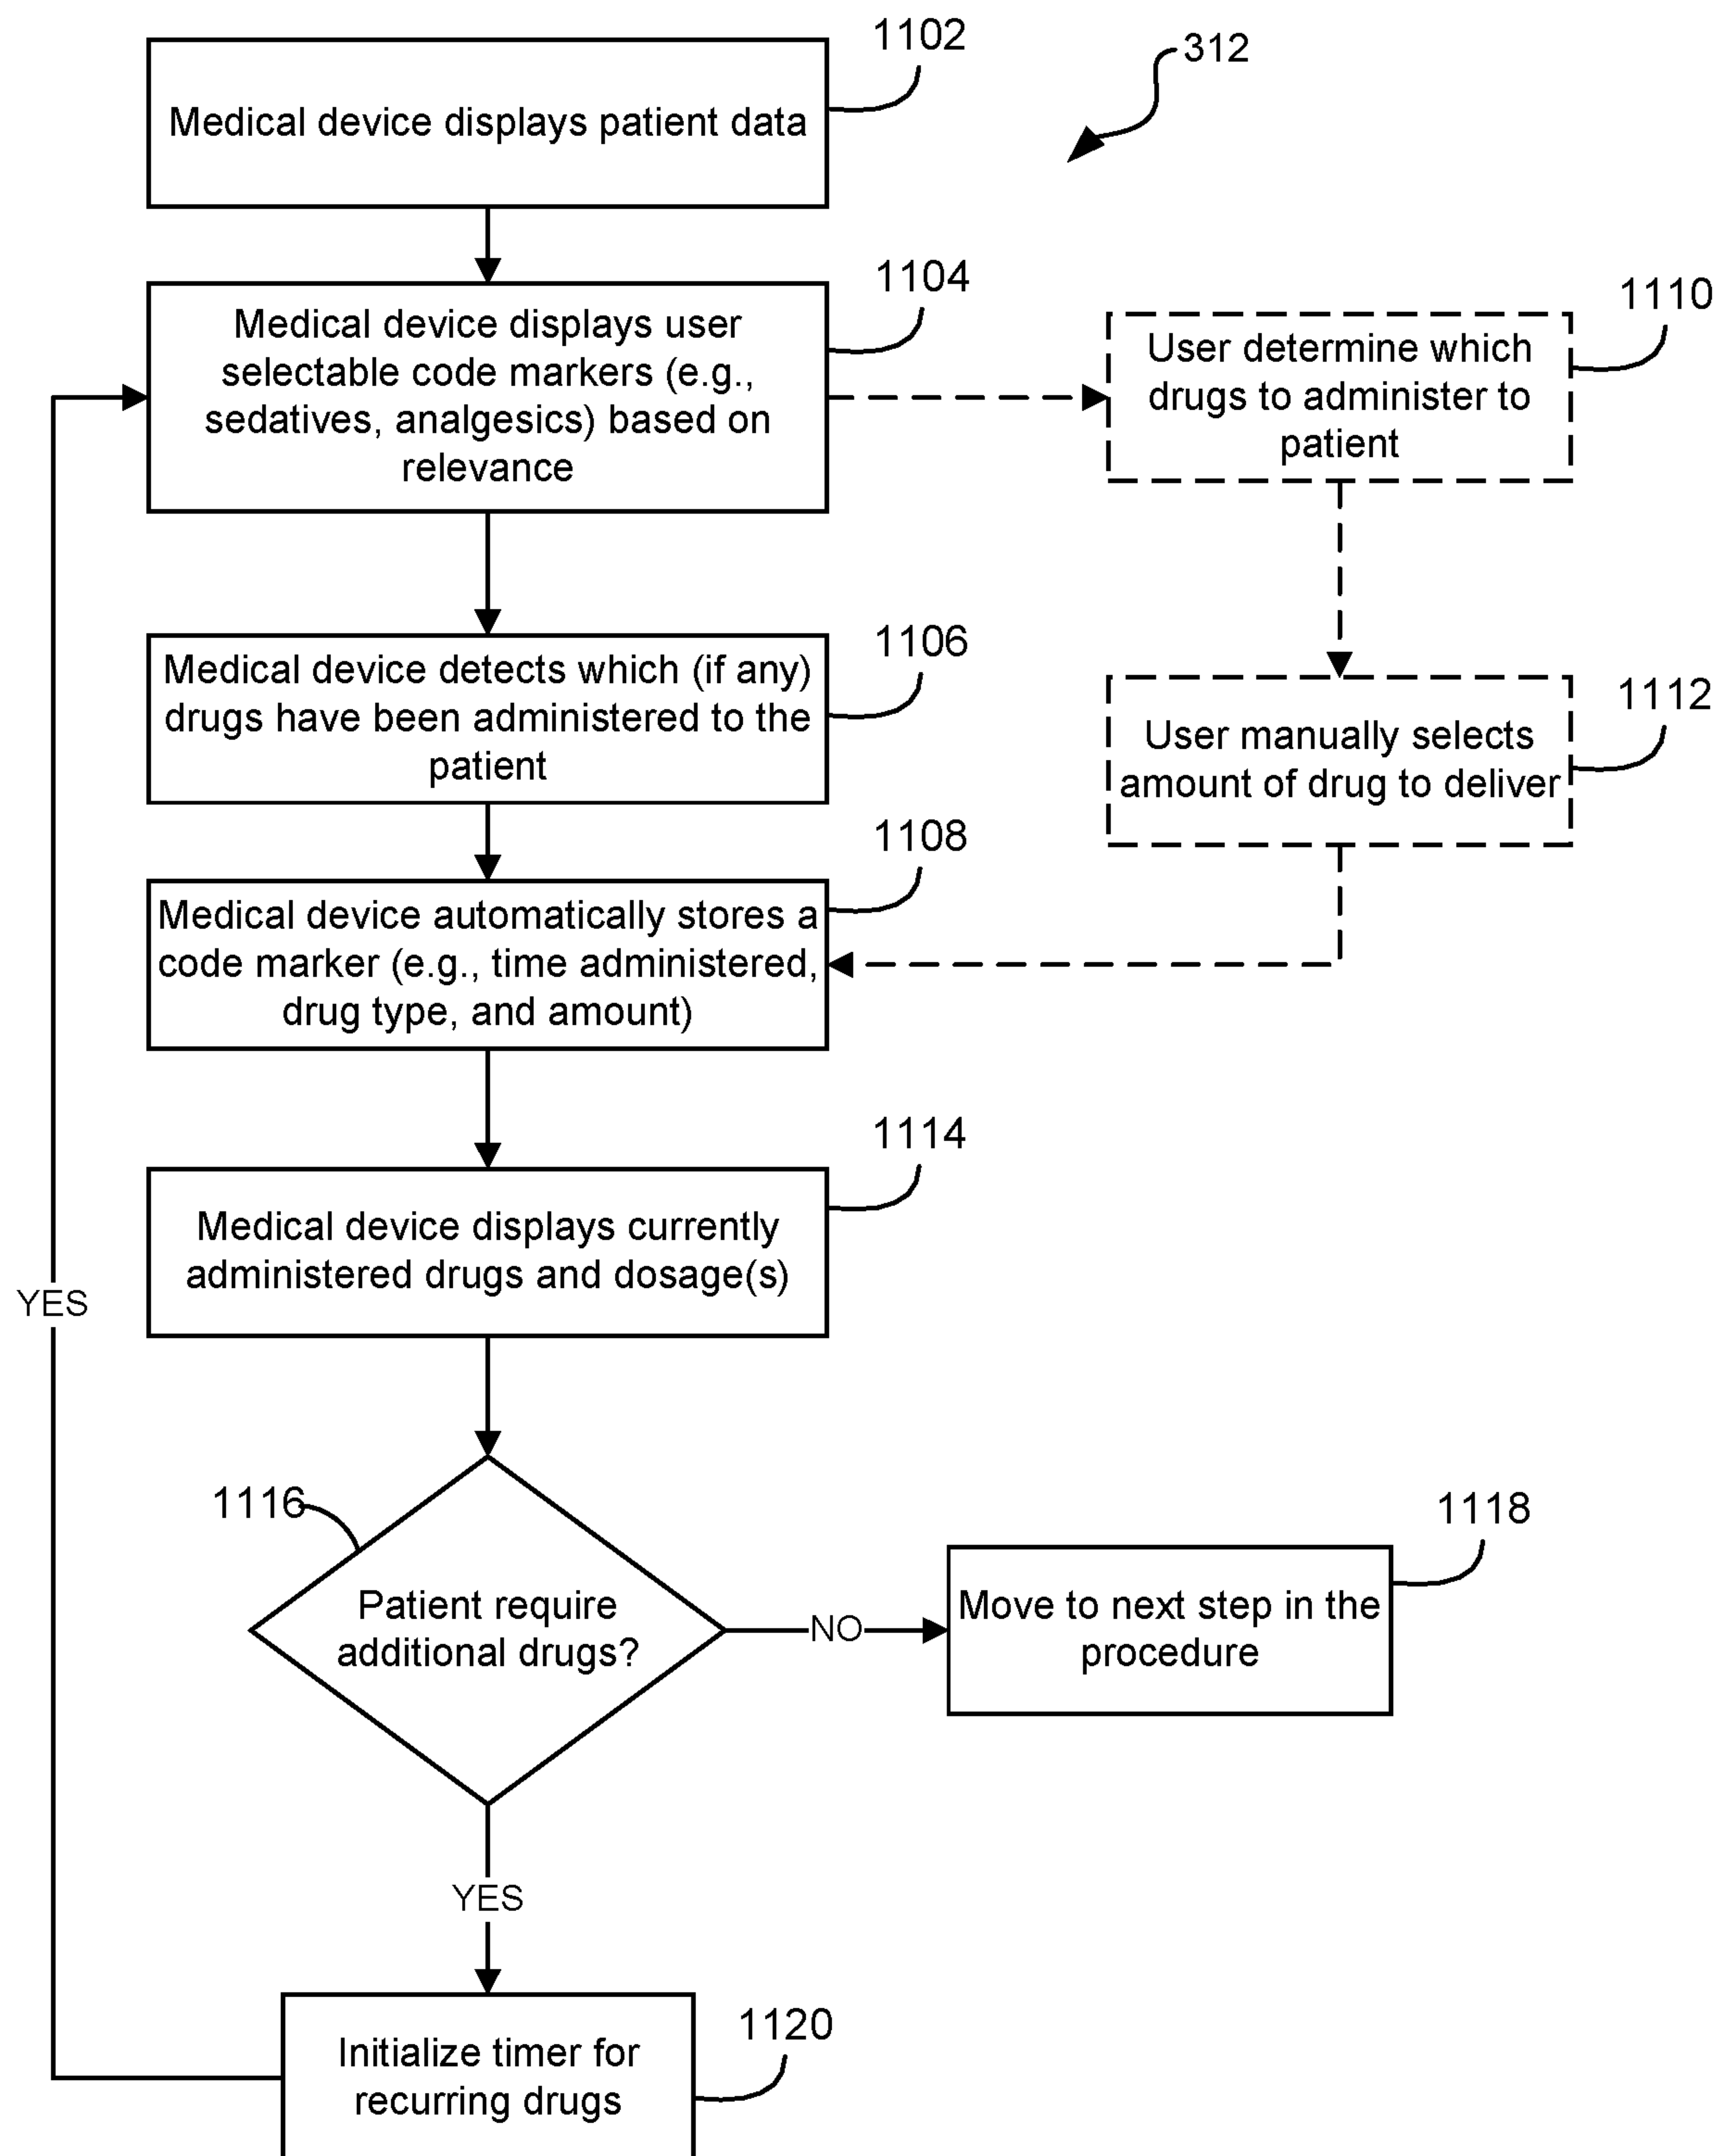 1102
312
Medical device displays patient data
1104
1110
Medical device displays user
selectable code markers (e.g.,
sedatives, analgesics) based on
relevance
User determine which
drugs to administer to
patient
1106
1112
Medical device detects which (if any)
drugs have been administered to the
patient
User manually selects
amount of drug to deliver
1108
Medical device automatically stores a
code marker (e.g., time administered,
drug type, and amount)
1114
Medical device displays currently
administered drugs and dosage(s)
YES
1116
1118
Patient require
additional drugs?
NO
Move to next step in the
procedure
YES
1120
Initialize timer for
recurring drugs